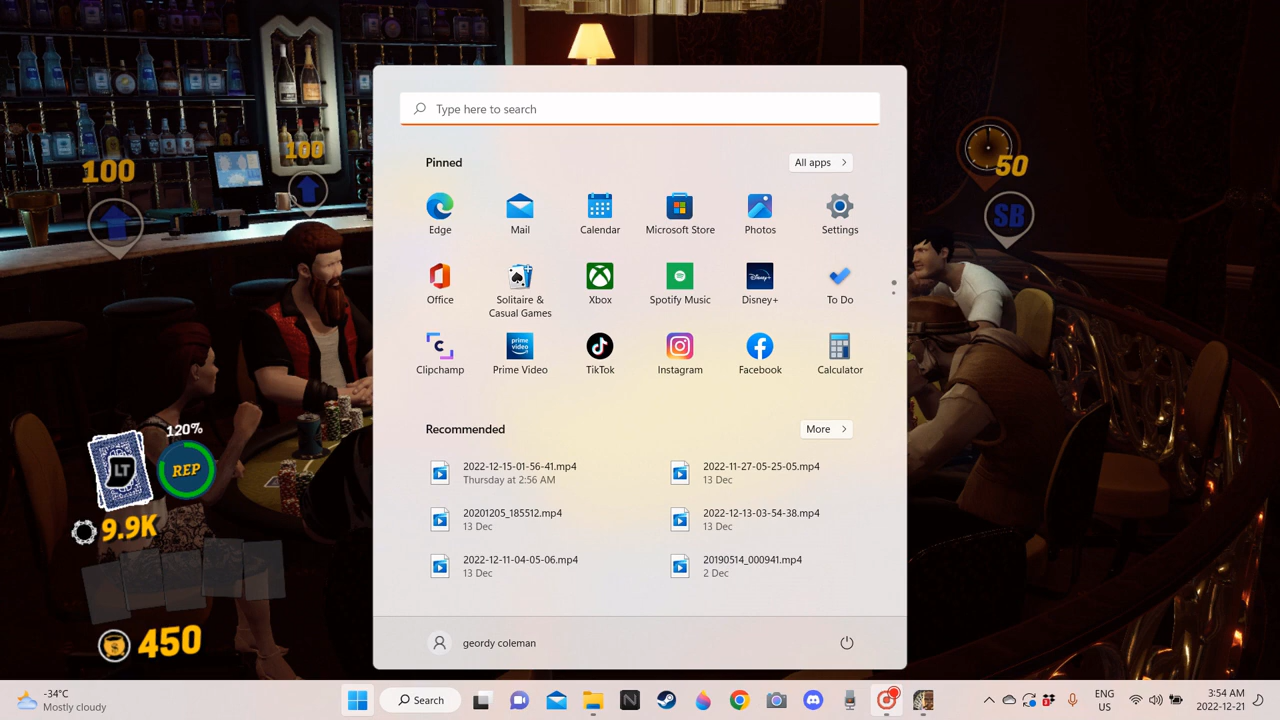 Type here to search
Pinned
All apps
Edge
Mail
Calendar
Microsoft Store
Photos
Settings
Office
Solitaire &
Casual Games
Xbox
Spotify Music
Disney+
To Do
Clipchamp
prime
video
Prime Video
TikTok
Instagram
Facebook
Calculator
Recommended
More
2022-12-15-01-56-41.mp4
Thursday at 2:56 AM
2022-11-27-05-25-05.mp4
13 Dec
20201205_185512.mp4
13 Dec
2022-12-13-03-54-38.mp4
13 Dec
2022-12-11-04-05-06.mp4
13 Dec
20190514_000941.mp4
2 Dec
geordy coleman
100
100
50
SB
120%
LT
REP
9.9K
450
-34°C
Mostly cloudy
Search
ENG
US
3:54 AM
2022-12-21